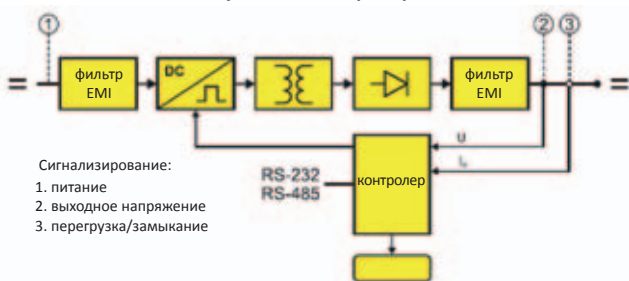 1 2 3
фильтр
EMI
DC
фильтр
EMI
U
I₀
RS-232
RS-485
контролер
Сигнализирование:
1. питание
2. выходное напряжение
3. перегрузка/замыкание